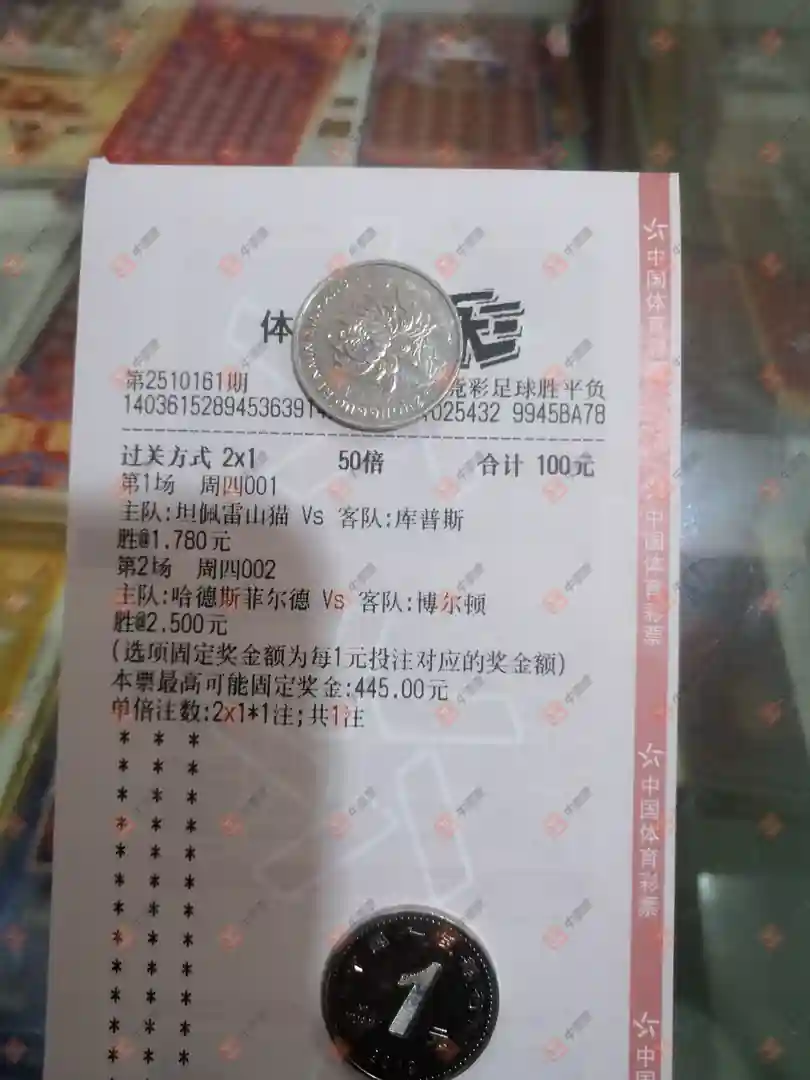 体
第2510161期
竞彩足球胜平负
14036152894536391
025432 9945BA78
过关方式 2x1 50倍 合计 100元
第1场 周四001
主队:坦佩雷山猫 Vs 客队:库普斯
胜@1.780元
第2场 周四002
主队:哈德斯菲尔德 Vs 客队:博尔顿
胜@2.500元
(选项固定奖金额为每1元投注对应的奖金额)
本票最高可能固定奖金:445.00元
单倍注数:2x1*1注;共1注
* * *
* * *
* * *
* * *
* * *
* * *
* * *
* * *
* * *
* * *
* * *
* * *
中国体育
中国体育彩票
中国体育彩票
中国
1
元